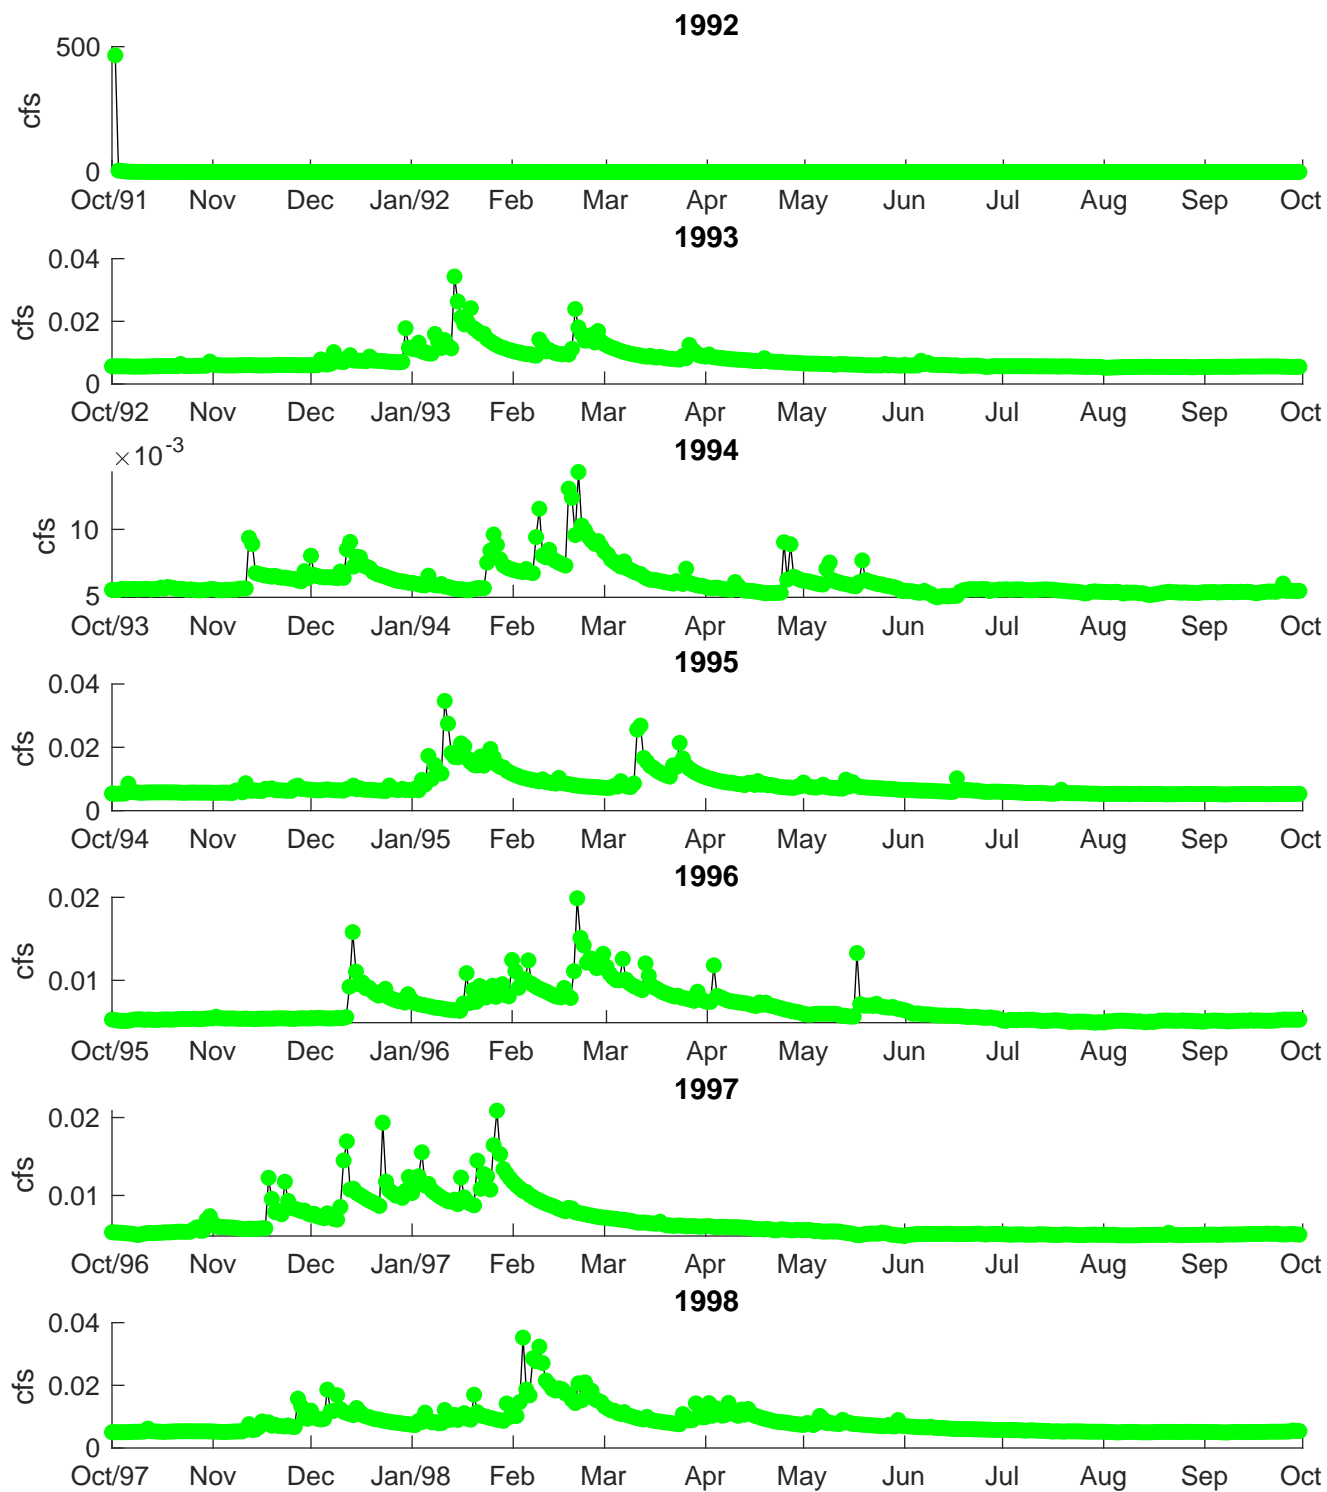 1992
500
cfs
0
Oct/91 Nov Dec Jan/92 Feb Mar Apr May Jun Jul Aug Sep Oct
1993
0.04
cfs
0.02
0
Oct/92 Nov Dec Jan/93 Feb Mar Apr May Jun Jul Aug Sep Oct
1994
×10^-3
10
cfs
5
Oct/93 Nov Dec Jan/94 Feb Mar Apr May Jun Jul Aug Sep Oct
1995
0.04
cfs
0.02
0
Oct/94 Nov Dec Jan/95 Feb Mar Apr May Jun Jul Aug Sep Oct
1996
0.02
cfs
0.01
Oct/95 Nov Dec Jan/96 Feb Mar Apr May Jun Jul Aug Sep Oct
1997
0.02
cfs
0.01
Oct/96 Nov Dec Jan/97 Feb Mar Apr May Jun Jul Aug Sep Oct
1998
0.04
cfs
0.02
0
Oct/97 Nov Dec Jan/98 Feb Mar Apr May Jun Jul Aug Sep Oct